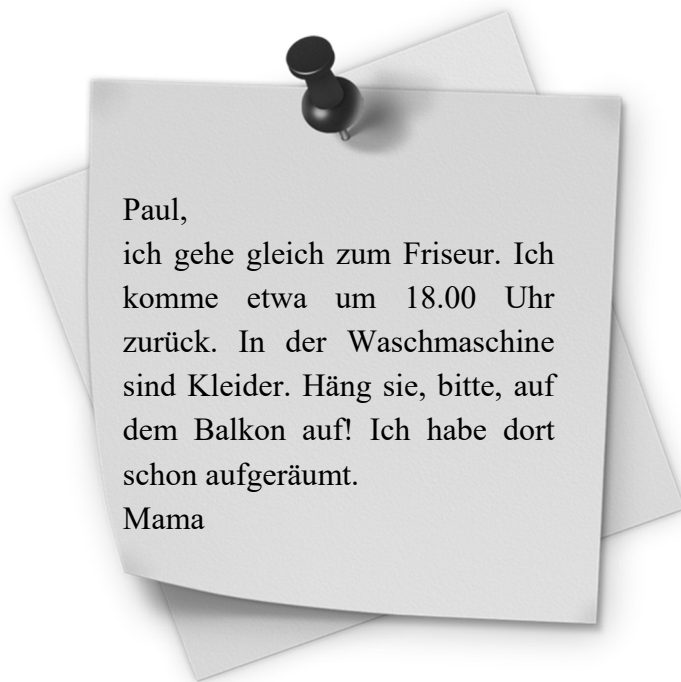 Paul,
ich gehe gleich zum Friseur. Ich
komme etwa um 18.00 Uhr
zurück. In der Waschmaschine
sind Kleider. Häng sie, bitte, auf
dem Balkon auf! Ich habe dort
schon aufgeräumt.
Mama